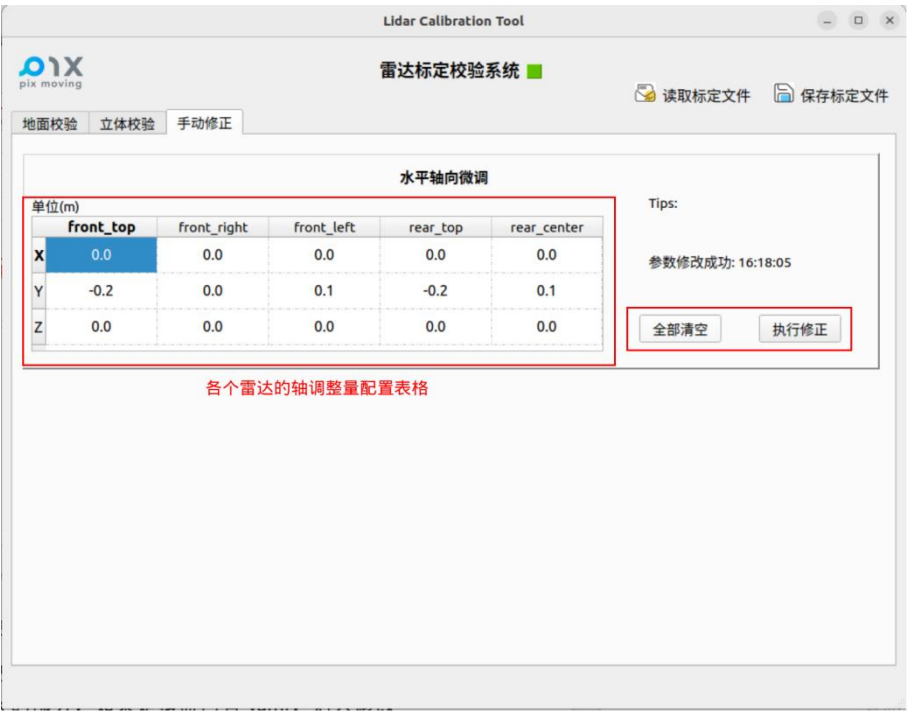 Lidar Calibration Tool
pix moving
雷达标定校验系统
读取标定文件 保存标定文件
地面校验 立体校验 手动修正
水平轴向微调
单位(m)
Tips:
front_top front_right front_left rear_top rear_center
X 0.0 0.0 0.0 0.0 0.0
参数修改成功: 16:18:05
Y -0.2 0.0 0.1 -0.2 0.1
Z 0.0 0.0 0.0 0.0 0.0
全部清空 执行修正
各个雷达的轴调整量配置表格